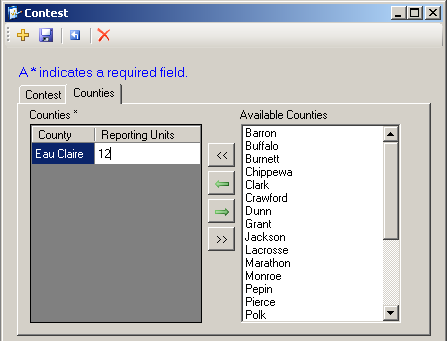 Contest
A * indicates a required field.
Contest Counties
Counties *
County Reporting Units
Eau Claire 12
<<
>>
Available Counties
Barron
Buffalo
Burnett
Chippewa
Clark
Crawford
Dunn
Grant
Jackson
Lacrosse
Marathon
Monroe
Pepin
Pierce
Polk